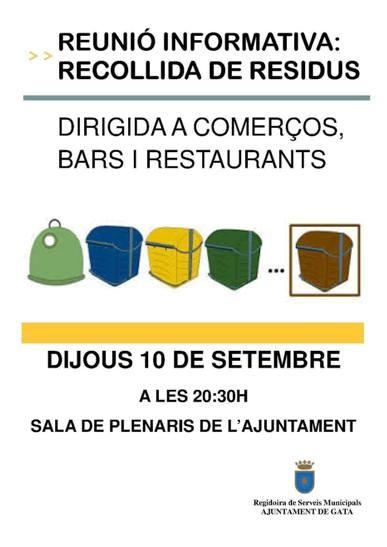 >> REUNIÓ INFORMATIVA:
RECOLLIDA DE RESIDUS
DIRIGIDA A COMERÇOS,
BARS I RESTAURANTS
...
DIJOUS 10 DE SETEMBRE
A LES 20:30H
SALA DE PLENARIS DE L'AJUNTAMENT
Regidoira de Serveis Municipals
AJUNTAMENT DE GATA